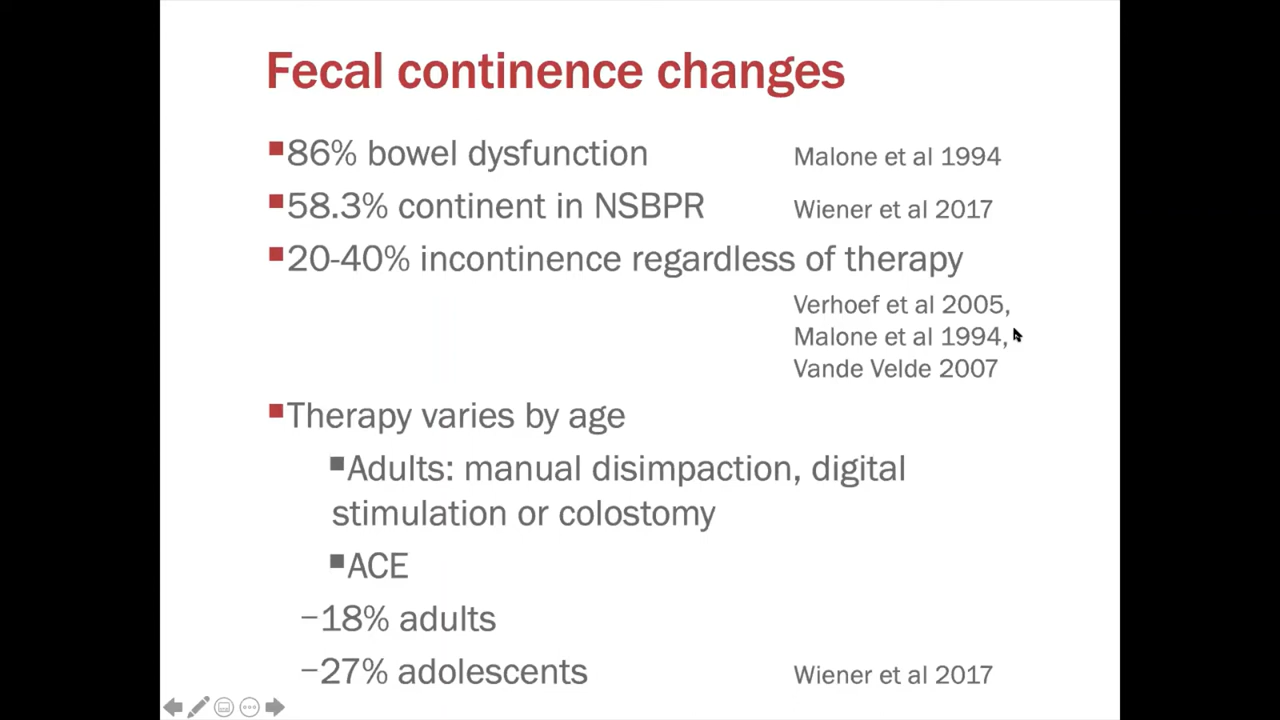 Fecal continence changes
▪86% bowel dysfunction Malone et al 1994
▪58.3% continent in NSBPR Wiener et al 2017
▪20-40% incontinence regardless of therapy
Verhoef et al 2005,
Malone et al 1994,
Vande Velde 2007
▪Therapy varies by age
▪Adults: manual disimpaction, digital
stimulation or colostomy
▪ACE
–18% adults
–27% adolescents Wiener et al 2017